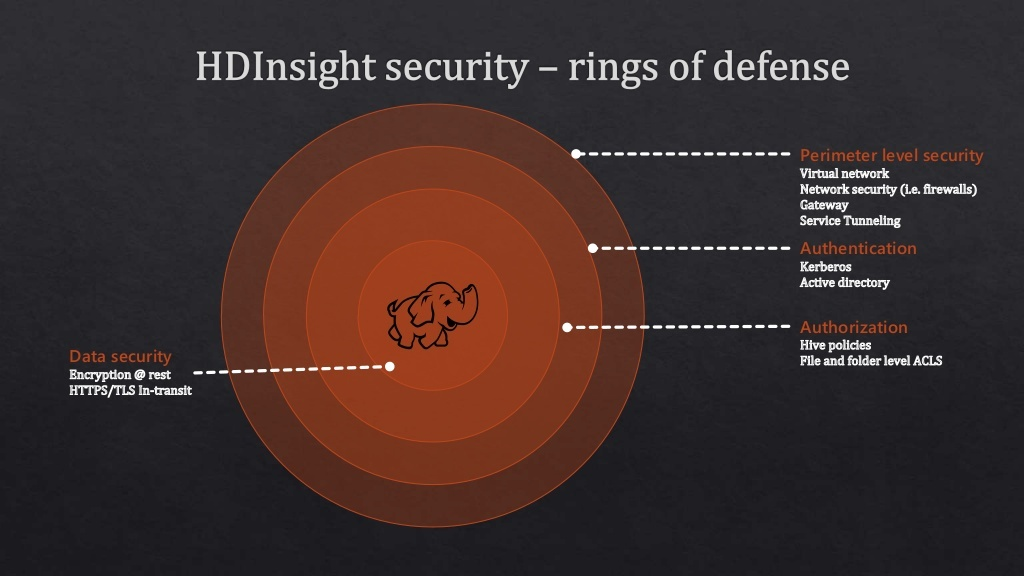 HDInsight security – rings of defense
Perimeter level security
Virtual network
Network security (i.e. firewalls)
Gateway
Service Tunneling
Authentication
Kerberos
Active directory
Authorization
Hive policies
File and folder level ACLS
Data security
Encryption @ rest
HTTPS/TLS In-transit